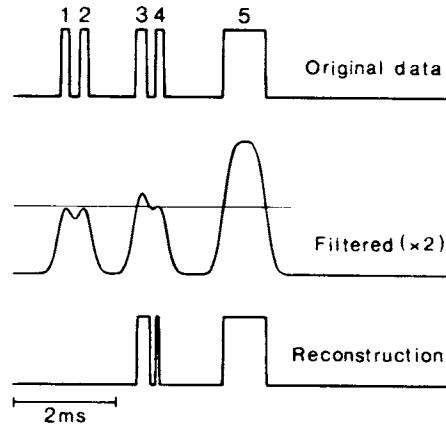 1 2 3 4 5
Original data
Filtered (×2)
Reconstruction
2ms